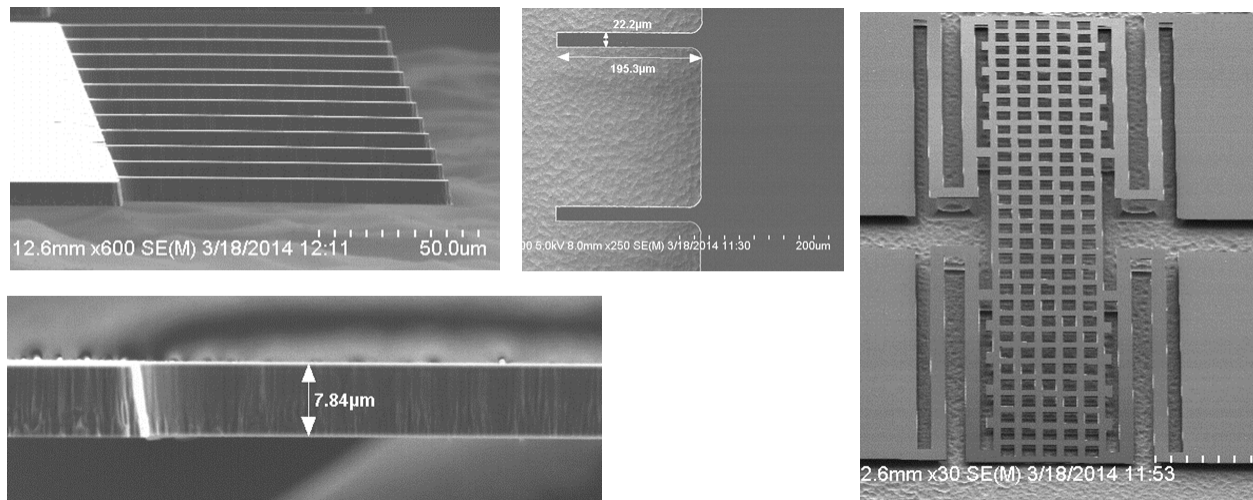 12.6mm x600 SE(M) 3/18/2014 12:11 50.0um
22.2µm
195.3µm
00 5.0kV 8.0mm x250 SE(M) 3/18/2014 11:30 200um
7.84µm
2.6mm x30 SE(M) 3/18/2014 11:53